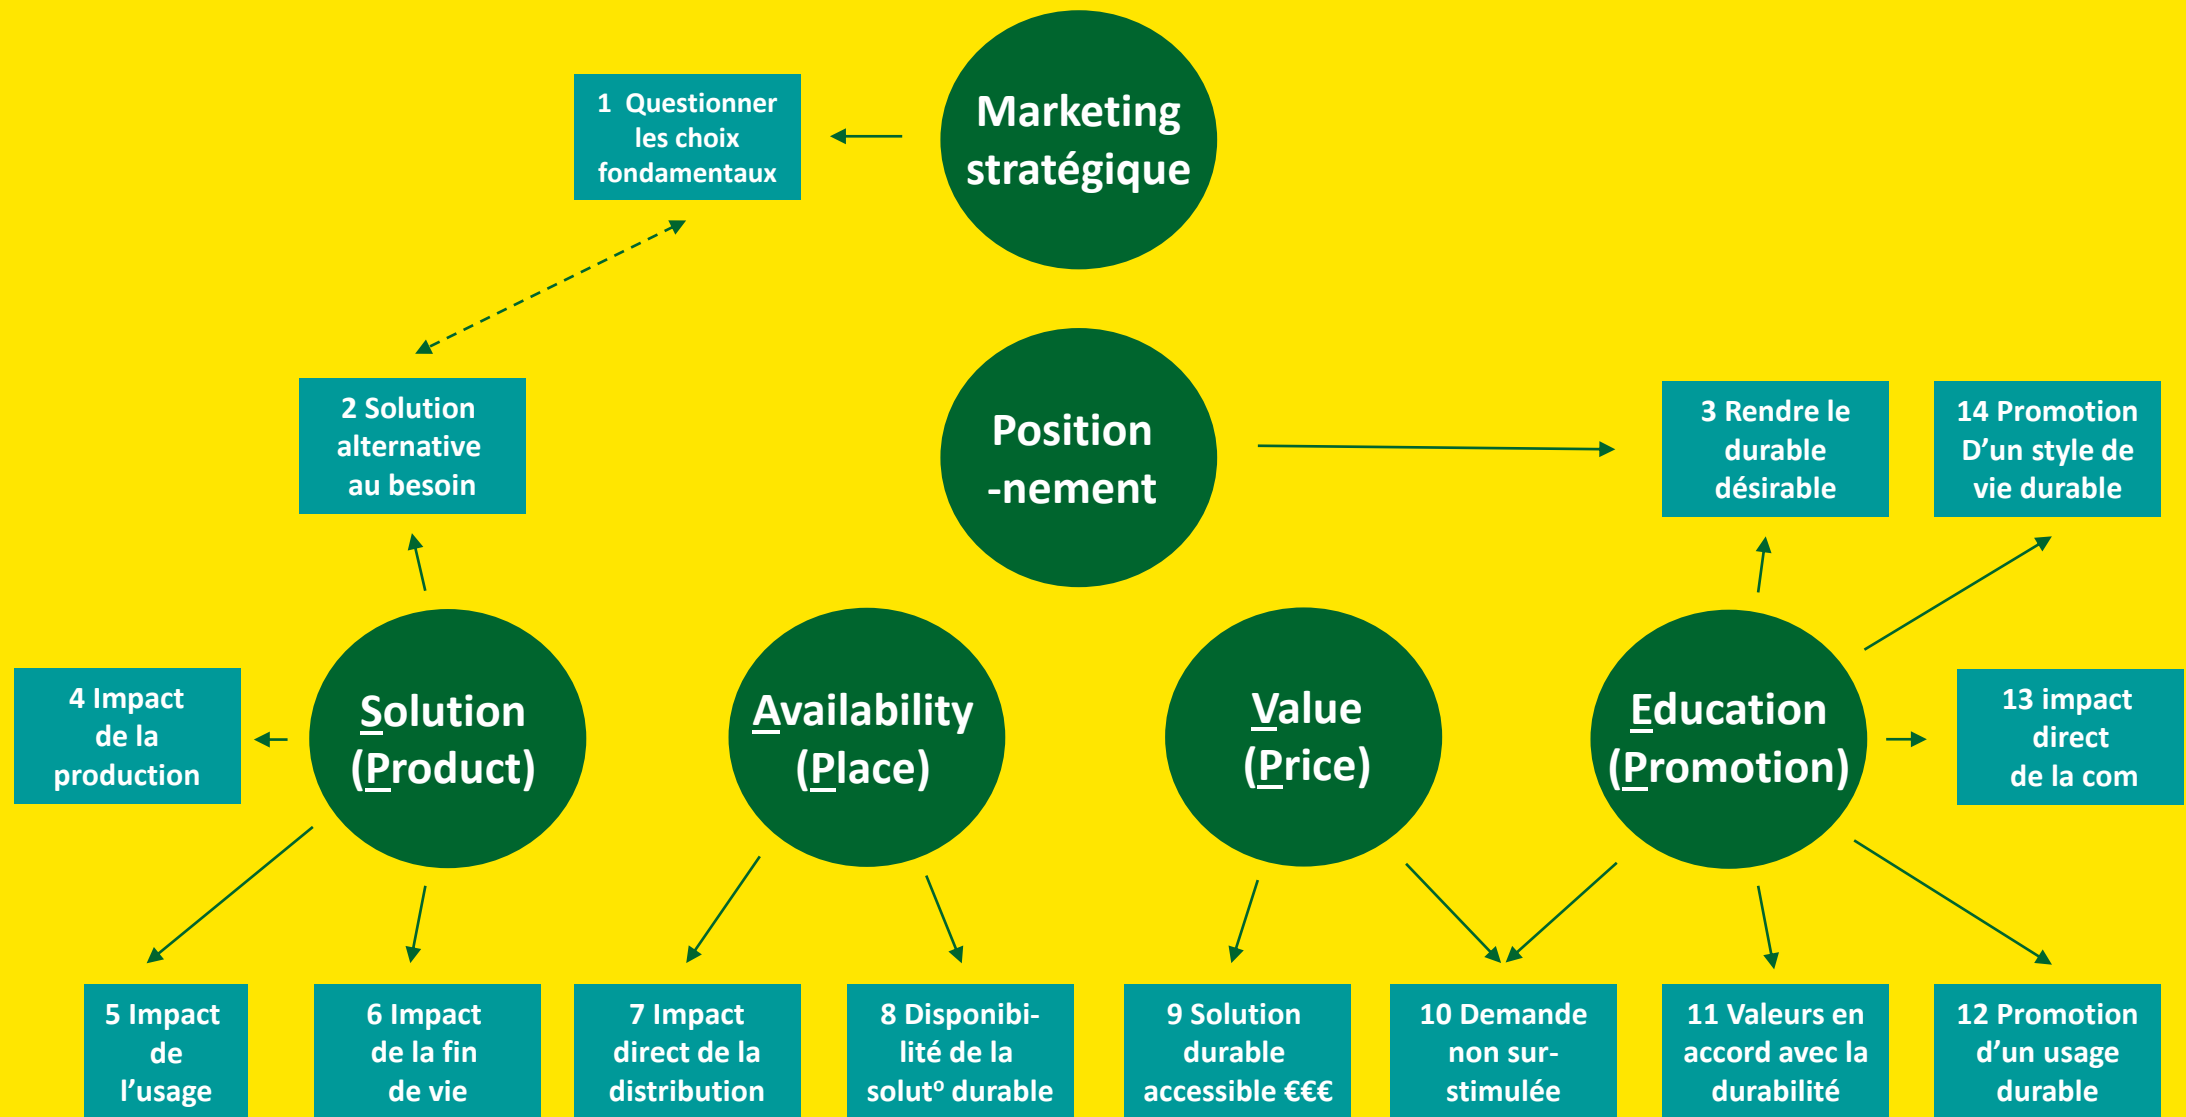 Marketing
stratégique
1 Questionner
les choix
fondamentaux
Position
-nement
2 Solution
alternative
au besoin
3 Rendre le
durable
désirable
14 Promotion
D’un style de
vie durable
4 Impact
de la
production
Solution
(Product)
Availability
(Place)
Value
(Price)
Education
(Promotion)
13 impact
direct
de la com
5 Impact
de
l’usage
6 Impact
de la fin
de vie
7 Impact
direct de la
distribution
8 Disponibi-
lité de la
solutº durable
9 Solution
durable
accessible €€€
10 Demande
non sur-
stimulée
11 Valeurs en
accord avec la
durabilité
12 Promotion
d’un usage
durable